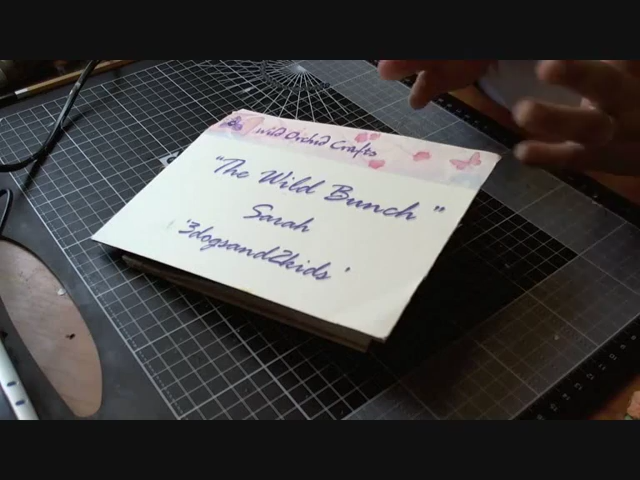 Wild Orchid Crafts
"The Wild Bunch"
Sarah
'3dogsand2kids'